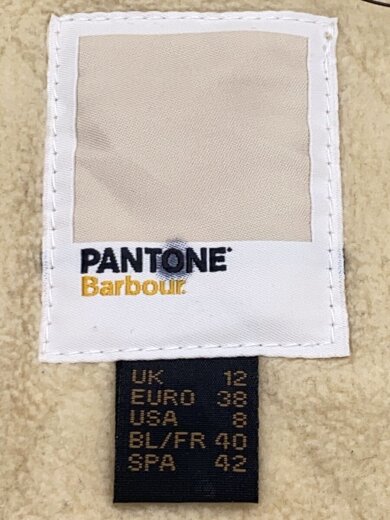 PANTONE®
Barbour.
UK 12
EURO 38
USA 8
BL/FR 40
SPA 42